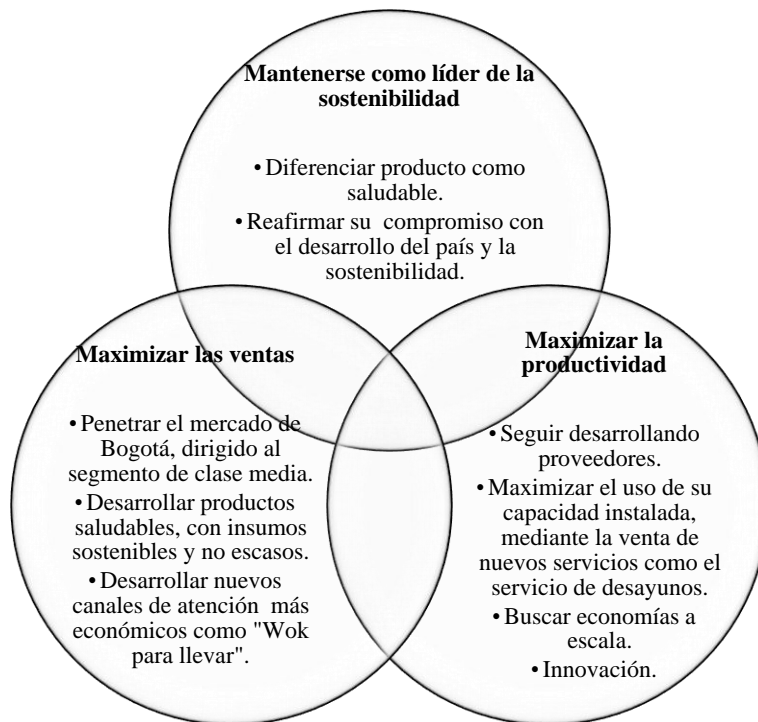 Mantenerse como líder de la
sostenibilidad
• Diferenciar producto como
saludable.
• Reafirmar su compromiso con
el desarrollo del país y la
sostenibilidad.
Maximizar las ventas
• Penetrar el mercado de
Bogotá, dirigido al
segmento de clase media.
• Desarrollar productos
saludables, con insumos
sostenibles y no escasos.
• Desarrollar nuevos
canales de atención más
económicos como "Wok
para llevar".
Maximizar la
productividad
• Seguir desarrollando
proveedores.
• Maximizar el uso de su
capacidad instalada,
mediante la venta de
nuevos servicios como el
servicio de desayunos.
• Buscar economías a
escala.
• Innovación.